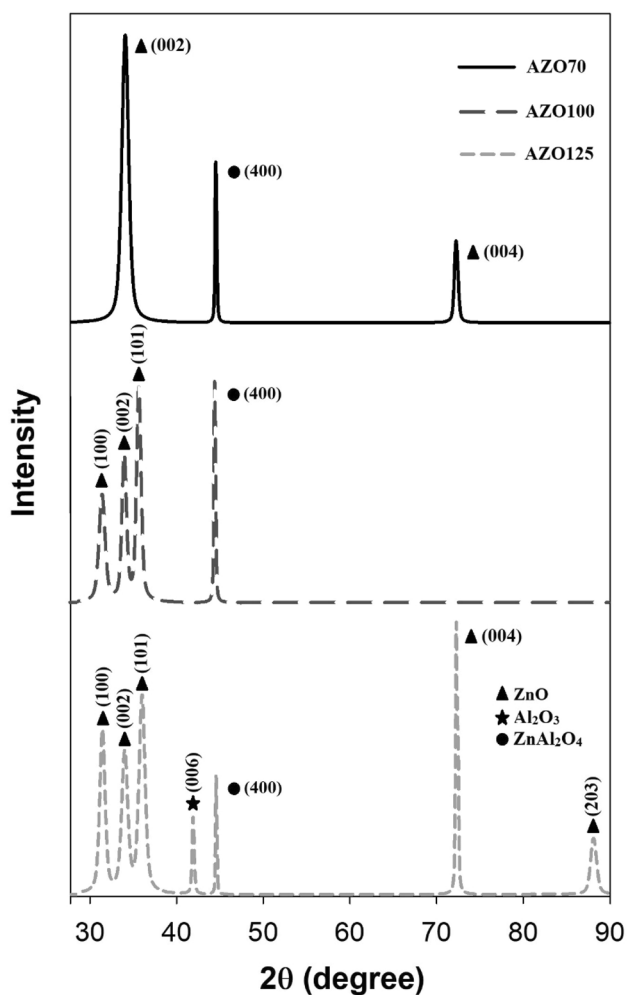 ▲ (002)
AZO70
AZO100
AZO125
● (400)
▲ (004)
▲ (100)
▲ (002)
▲ (101)
● (400)
▲ (100)
▲ (002)
▲ (101)
★ (006)
● (400)
▲ (004)
▲ ZnO
★ Al₂O₃
● ZnAl₂O₄
▲ (203)
Intensity
30 40 50 60 70 80 90
2θ (degree)